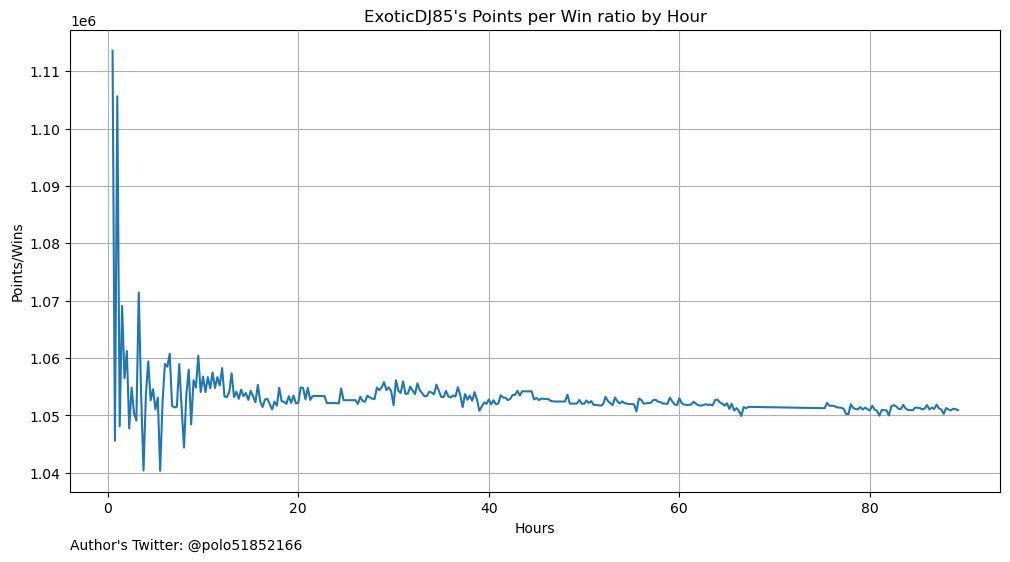 ExoticDJ85's Points per Win ratio by Hour
1e6
1.11
1.10
1.09
1.08
1.07
1.06
1.05
1.04
Points/Wins
0 20 40 60 80
Hours
Author's Twitter: @polo51852166